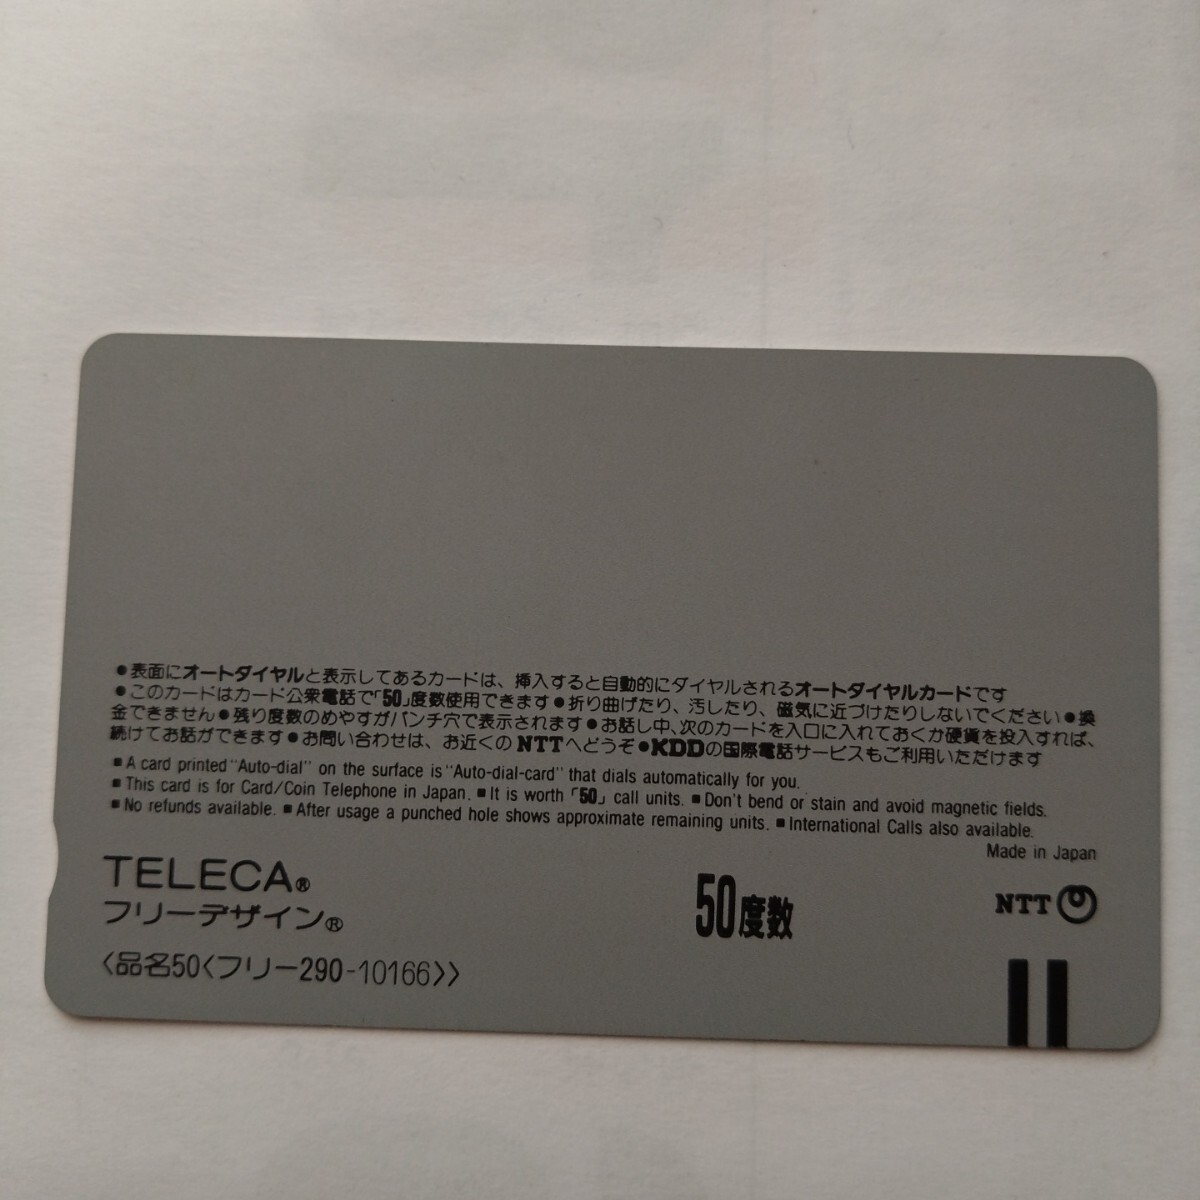 ●表面にオートダイヤルと表示してあるカードは、挿入すると自動的にダイヤルされるオートダイヤルカードです
●このカードはカード公衆電話で「50」度数使用できます●折り曲げたり、汚したり、磁気に近づけたりしないでください●換
金できません●残り度数のめやすがパンチ穴で表示されます●お話し中、次のカードを入口に入れておくか硬貨を投入すれば、
続けてお話ができます●お問い合わせは、お近くのNTTへどうぞ●KDDの国際電話サービスもご利用いただけます
■A card printed "Auto-dial" on the surface is "Auto-dial-card" that dials automatically for you.
■This card is for Card/Coin Telephone in Japan. ■It is worth 「50」 call units. ■Don't bend or stain and avoid magnetic fields.
■No refunds available. ■After usage a punched hole shows approximate remaining units. ■International Calls also available.
Made in Japan
TELECA®
フリーデザイン®
50度数
NTT
〈品名50〈フリー290-10166〉〉